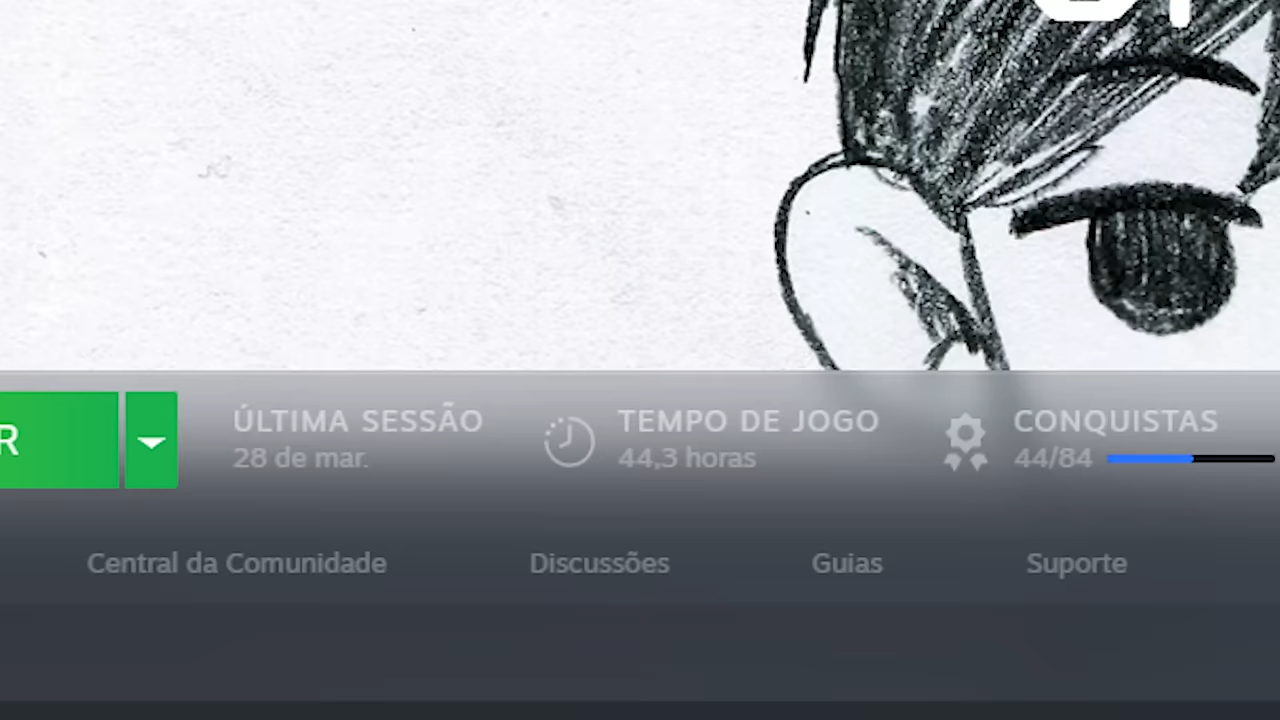 R
ÚLTIMA SESSÃO
28 de mar.
TEMPO DE JOGO
44,3 horas
CONQUISTAS
44/84
Central da Comunidade
Discussões
Guias
Suporte